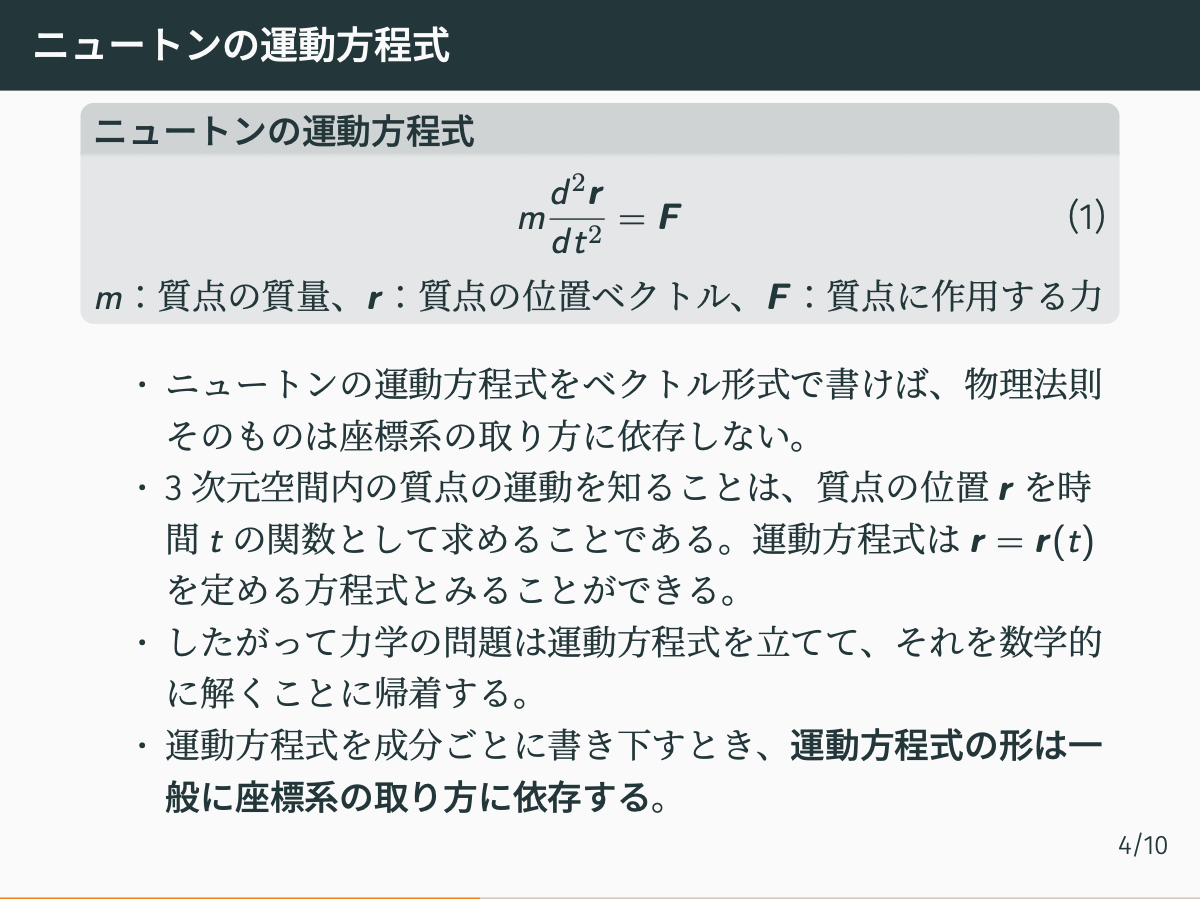 ニュートンの運動方程式
ニュートンの運動方程式
m d²r/dt² = F (1)
m：質点の質量、r：質点の位置ベクトル、F：質点に作用する力
・ニュートンの運動方程式をベクトル形式で書けば、物理法則
そのものは座標系の取り方に依存しない。
・3 次元空間内の質点の運動を知ることは、質点の位置 r を時
間 t の関数として求めることである。運動方程式は r = r(t)
を定める方程式とみることができる。
・したがって力学の問題は運動方程式を立てて、それを数学的
に解くことに帰着する。
・運動方程式を成分ごとに書き下すとき、運動方程式の形は一
般に座標系の取り方に依存する。
4/10